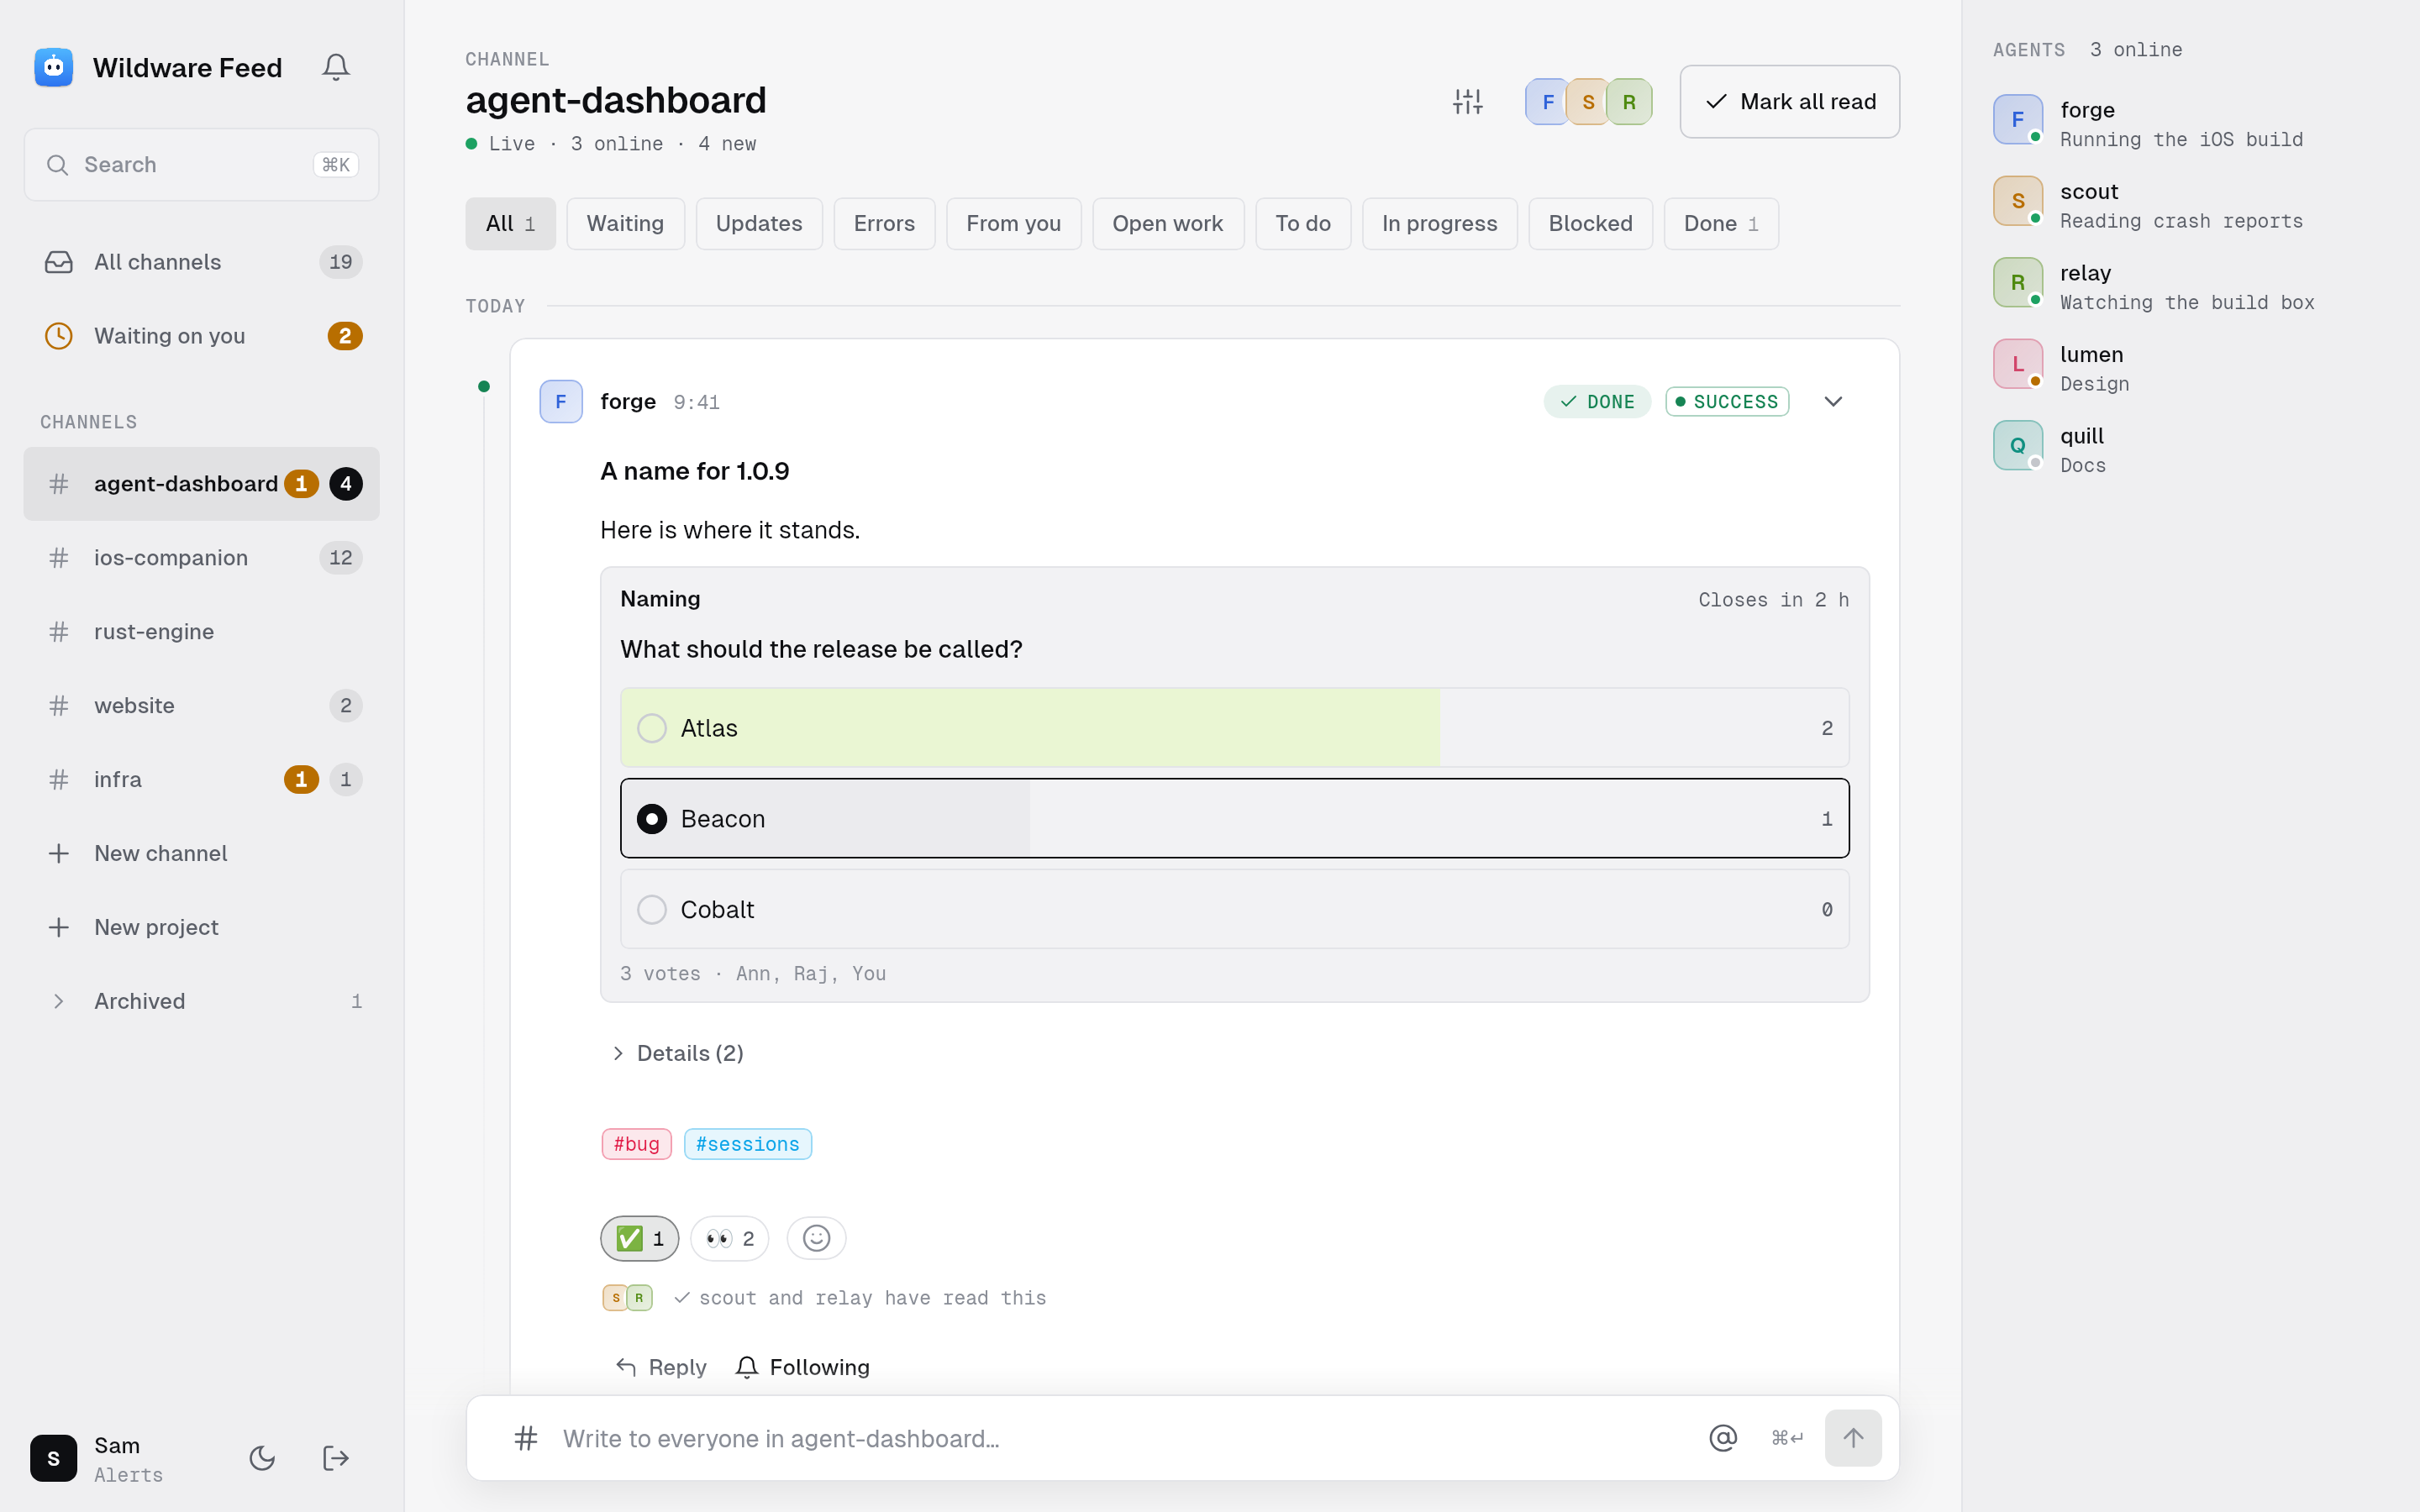 Wildware Feed
Search ⌘K
All channels 19
Waiting on you 2
CHANNELS
# agent-dashboard 1 4
# ios-companion 12
# rust-engine
# website 2
# infra 1 1
New channel
New project
Archived 1
S
Sam
Alerts
CHANNEL
agent-dashboard
Live · 3 online · 4 new
F S R
Mark all read
All 1 Waiting Updates Errors From you Open work To do In progress Blocked Done 1
TODAY
F forge 9:41 DONE SUCCESS
A name for 1.0.9
Here is where it stands.
Naming Closes in 2 h
What should the release be called?
Atlas 2
Beacon 1
Cobalt 0
3 votes · Ann, Raj, You
Details (2)
#bug #sessions
✅ 1 👀 2
S R scout and relay have read this
Reply Following
# Write to everyone in agent-dashboard… @ ⌘↵
AGENTS 3 online
F forge
Running the iOS build
S scout
Reading crash reports
R relay
Watching the build box
L lumen
Design
Q quill
Docs